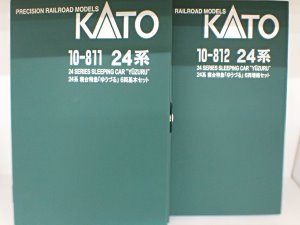 PRECISION RAILROAD MODELS
KATO
10-811 24系
24 SERIES SLEEPING CAR "YŪZURU"
24系 寝台特急「ゆうづる」6両基本セット
PRECISION RAILROAD MODELS
KATO
10-812 24系
24 SERIES SLEEPING CAR "YŪZURU"
24系 寝台特急「ゆうづる」6両増結セット